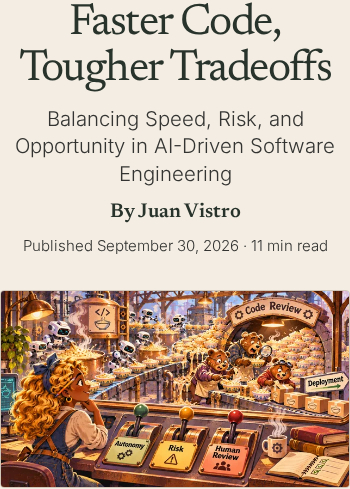 Faster Code,
Tougher Tradeoffs
Balancing Speed, Risk, and
Opportunity in AI-Driven Software
Engineering
By Juan Vistro
Published September 30, 2026 · 11 min read
</>
Code Review
Deployment
Autonomy
Risk
Human
Review